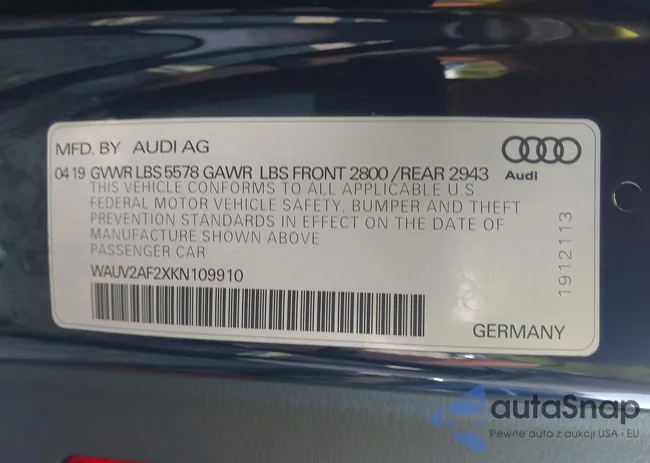 MFD. BY AUDI AG
04 19 GVWR LBS 5578 GAWR LBS FRONT 2800 /REAR 2943
THIS VEHICLE CONFORMS TO ALL APPLICABLE U.S.
FEDERAL MOTOR VEHICLE SAFETY, BUMPER AND THEFT
PREVENTION STANDARDS IN EFFECT ON THE DATE OF
MANUFACTURE SHOWN ABOVE
PASSENGER CAR
WAUV2AF2XKN109910
Audi
1912113
GERMANY
autaSnap
Pewne auta z aukcji USA i EU